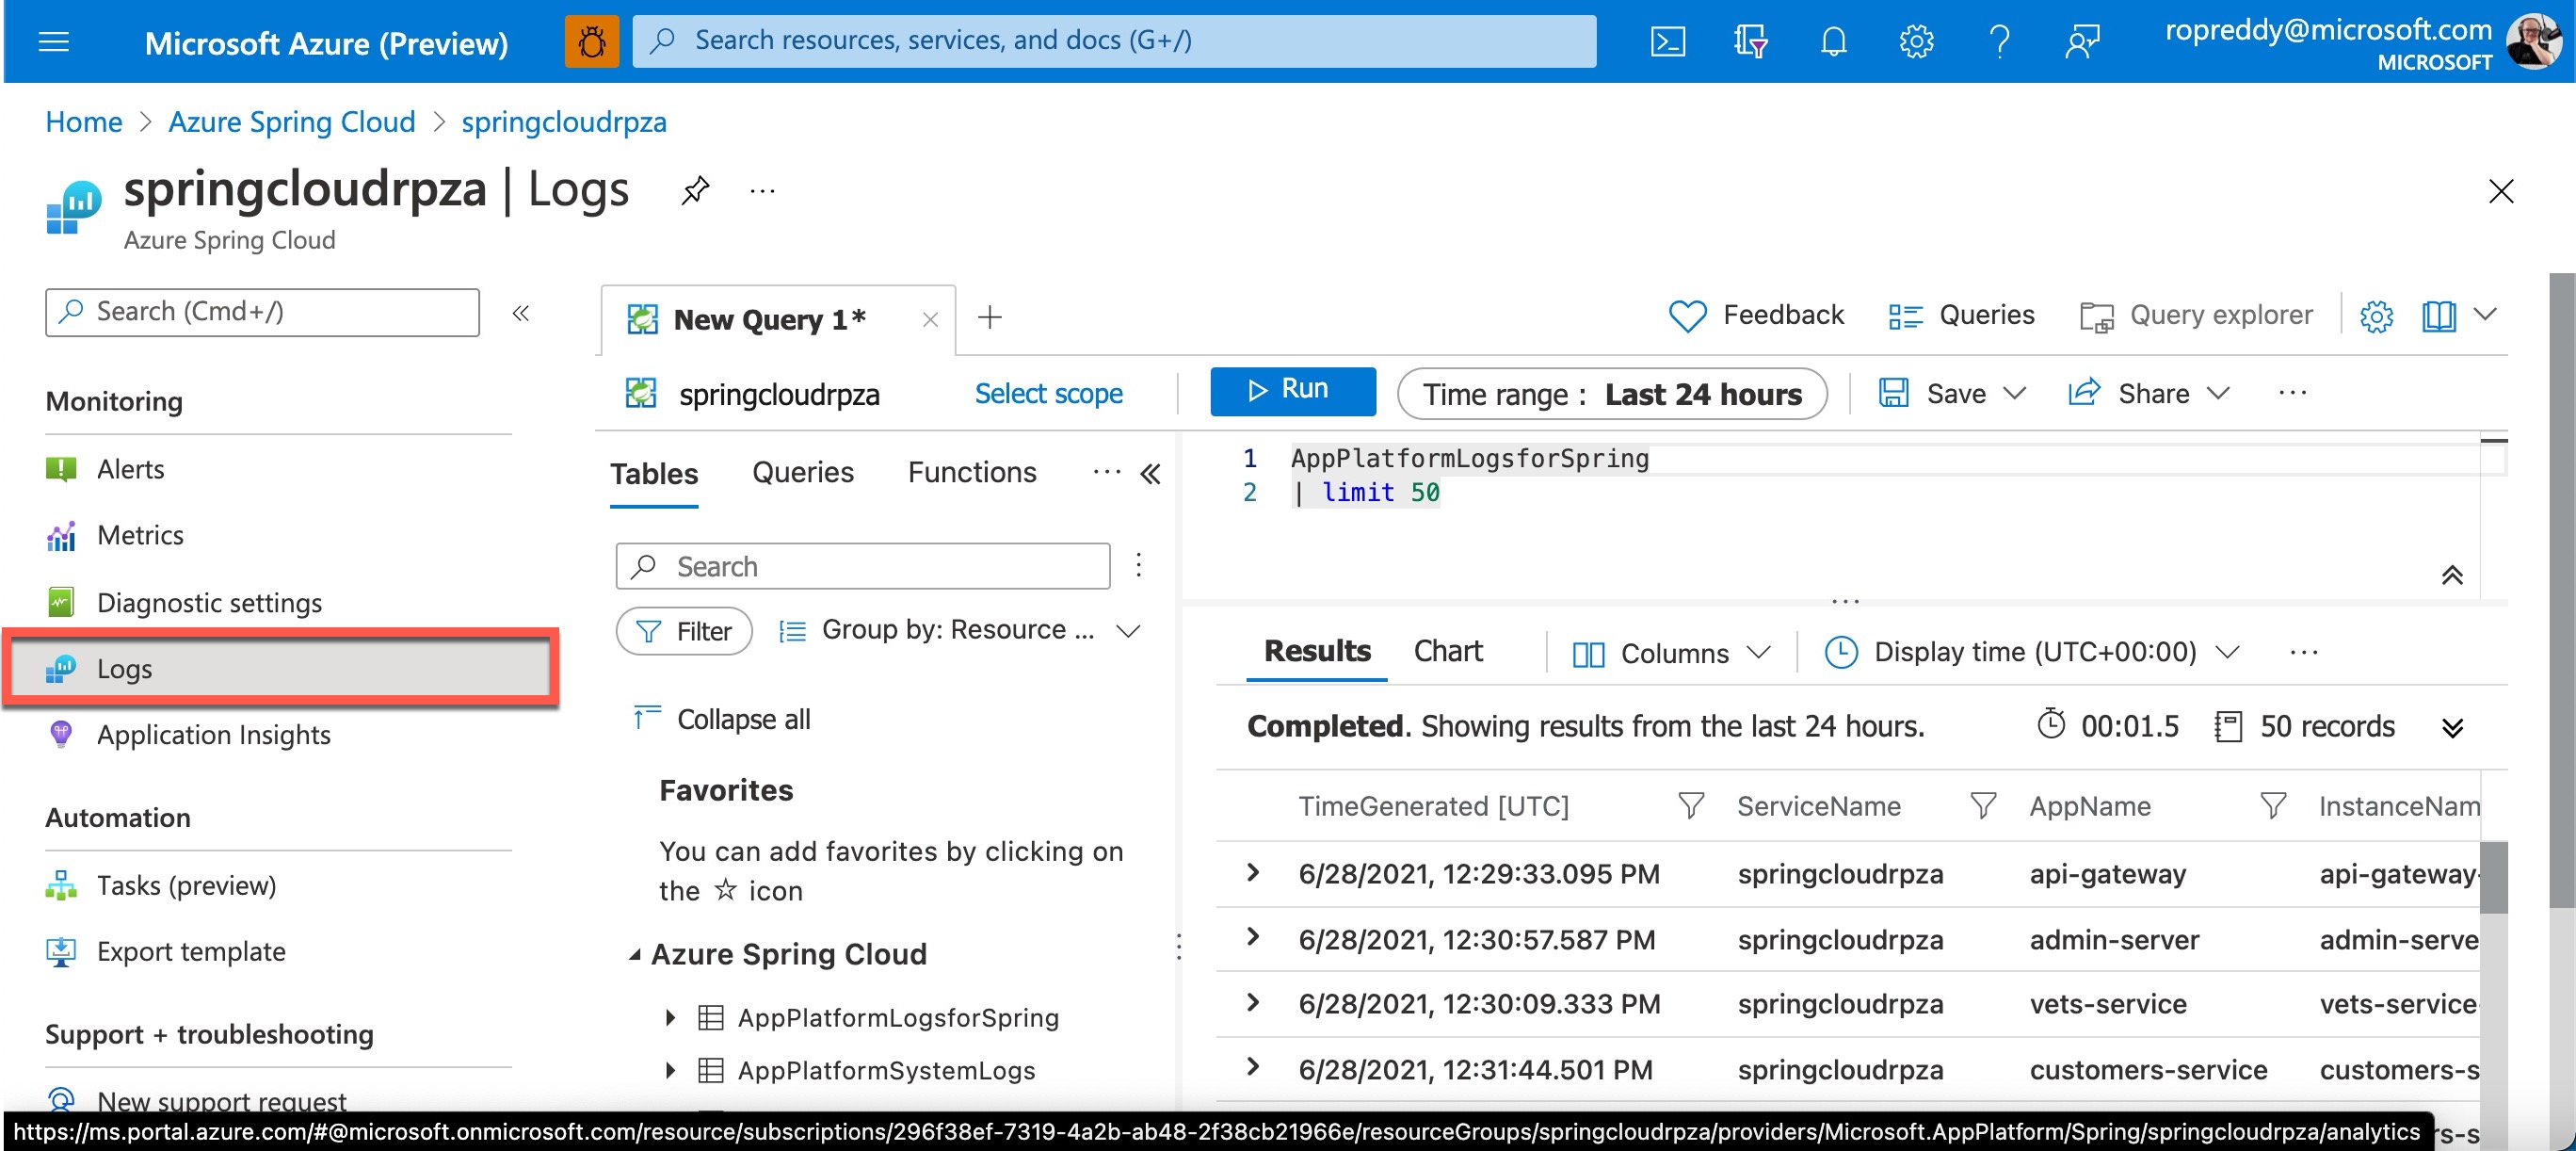 Microsoft Azure (Preview)
Search resources, services, and docs (G+/)
ropreddy@microsoft.com
MICROSOFT
Home > Azure Spring Cloud > springcloudrpza
springcloudrpza | Logs
Azure Spring Cloud
Search (Cmd+/)
Monitoring
Alerts
Metrics
Diagnostic settings
Logs
Application Insights
Automation
Tasks (preview)
Export template
Support + troubleshooting
New support request
New Query 1*
Feedback
Queries
Query explorer
springcloudrpza
Select scope
Run
Time range : Last 24 hours
Save
Share
Tables
Queries
Functions
Search
Filter
Group by: Resource ...
Collapse all
Favorites
You can add favorites by clicking on
the ☆ icon
Azure Spring Cloud
AppPlatformLogsforSpring
AppPlatformSystemLogs
1 AppPlatformLogsforSpring
2 | limit 50
Results
Chart
Columns
Display time (UTC+00:00)
Completed. Showing results from the last 24 hours.
00:01.5
50 records
TimeGenerated [UTC] ServiceName AppName InstanceNam
6/28/2021, 12:29:33.095 PM springcloudrpza api-gateway api-gateway-
6/28/2021, 12:30:57.587 PM springcloudrpza admin-server admin-serve
6/28/2021, 12:30:09.333 PM springcloudrpza vets-service vets-service-
6/28/2021, 12:31:44.501 PM springcloudrpza customers-service customers-s
https://ms.portal.azure.com/#@microsoft.onmicrosoft.com/resource/subscriptions/296f38ef-7319-4a2b-ab48-2f38cb21966e/resourceGroups/springcloudrpza/providers/Microsoft.AppPlatform/Spring/springcloudrpza/analytics